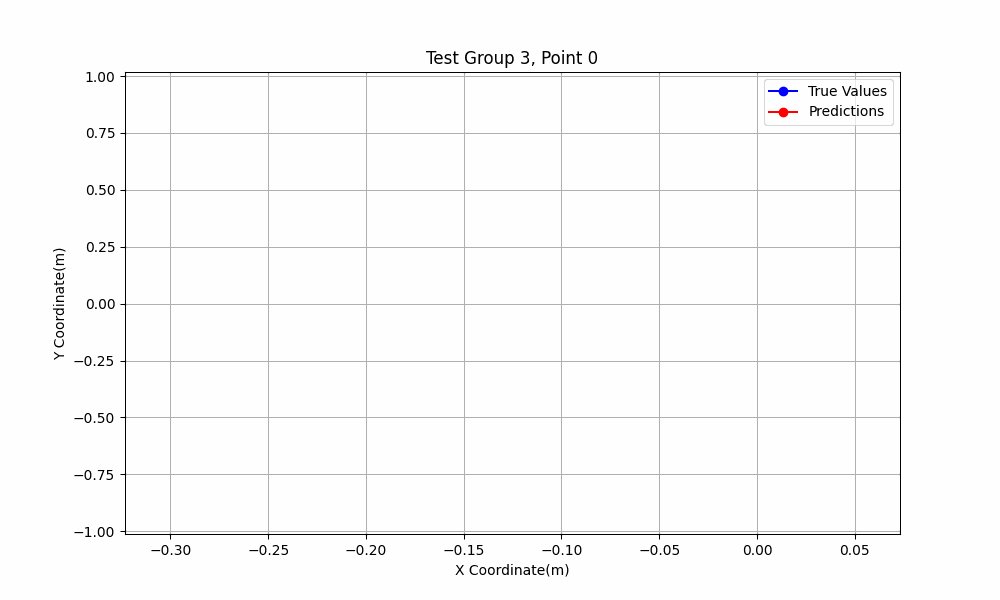 Test Group 3, Point 0
True Values
Predictions
1.00
0.75
0.50
0.25
0.00
−0.25
−0.50
−0.75
−1.00
Y Coordinate(m)
−0.30 −0.25 −0.20 −0.15 −0.10 −0.05 0.00 0.05
X Coordinate(m)